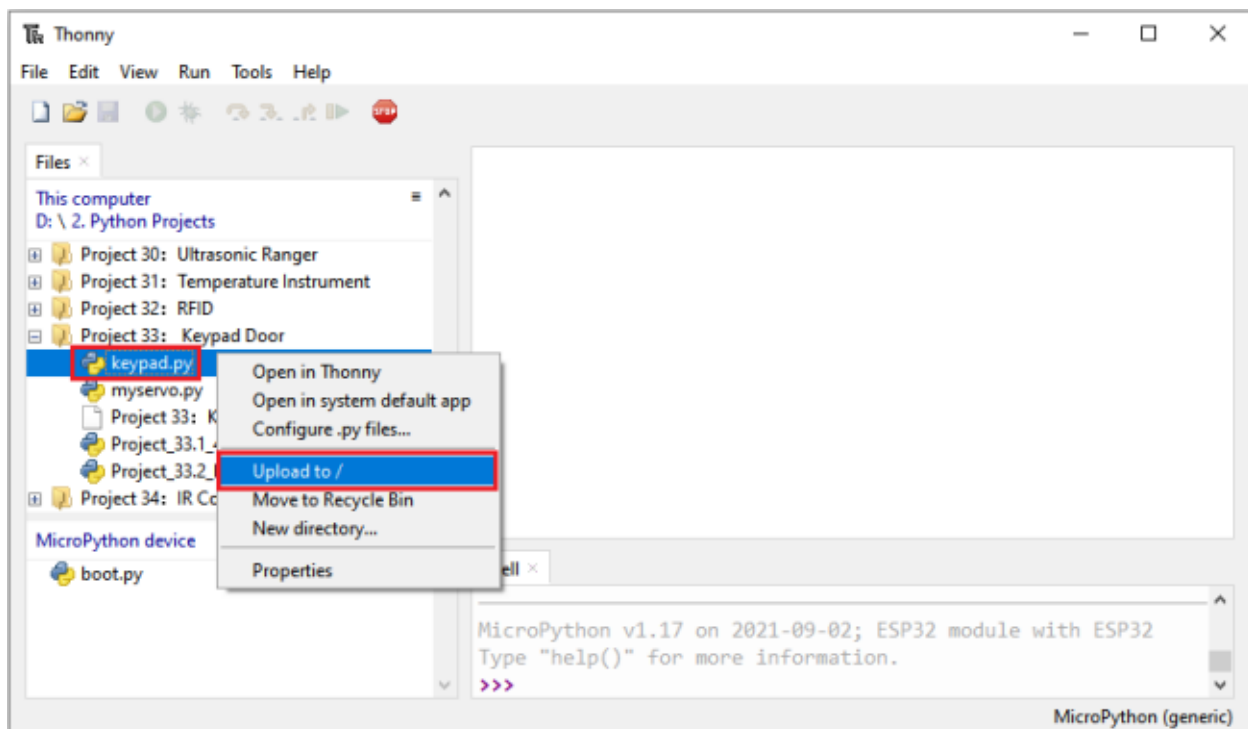 Thonny
File Edit View Run Tools Help
STOP
Files
This computer
D: \ 2. Python Projects
Project 30: Ultrasonic Ranger
Project 31: Temperature Instrument
Project 32: RFID
Project 33: Keypad Door
keypad.py
Open in Thonny
myservo.py
Open in system default app
Project 33: K
Configure .py files...
Project_33.1_
Project_33.2_
Upload to /
Project 34: IR Co
Move to Recycle Bin
New directory...
MicroPython device
boot.py
Properties
ell
MicroPython v1.17 on 2021-09-02; ESP32 module with ESP32
Type "help()" for more information.
>>>
MicroPython (generic)